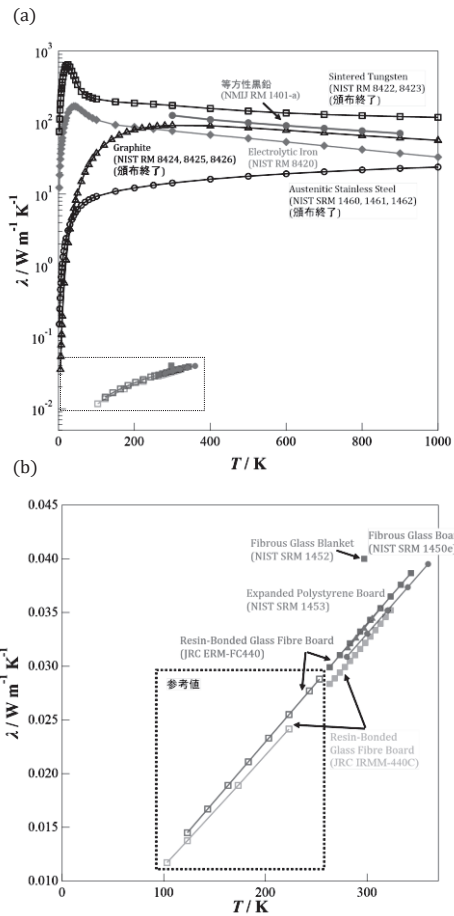 (a)
10³
10²
10¹
10⁰
10⁻¹
10⁻²
λ / W m⁻¹ K⁻¹
Sintered Tungsten
(NIST RM 8422, 8423)
(頒布終了)
等方性黒鉛
(NMIJ RM 1401-a)
Graphite
(NIST RM 8424, 8425, 8426)
(頒布終了)
Electrolytic Iron
(NIST RM 8420)
Austenitic Stainless Steel
(NIST SRM 1460, 1461, 1462)
(頒布終了)
0 200 400 600 800 1000
T / K
(b)
0.045
0.040
0.035
0.030
0.025
0.020
0.015
0.010
λ / W m⁻¹ K⁻¹
Fibrous Glass Blanket
(NIST SRM 1452)
Fibrous Glass Boa
(NIST SRM 1450e)
Expanded Polystyrene Board
(NIST SRM 1453)
Resin-Bonded Glass Fibre Board
(JRC ERM-FC440)
参考値
Resin-Bonded
Glass Fibre Board
(JRC IRMM-440C)
0 100 200 300
T / K